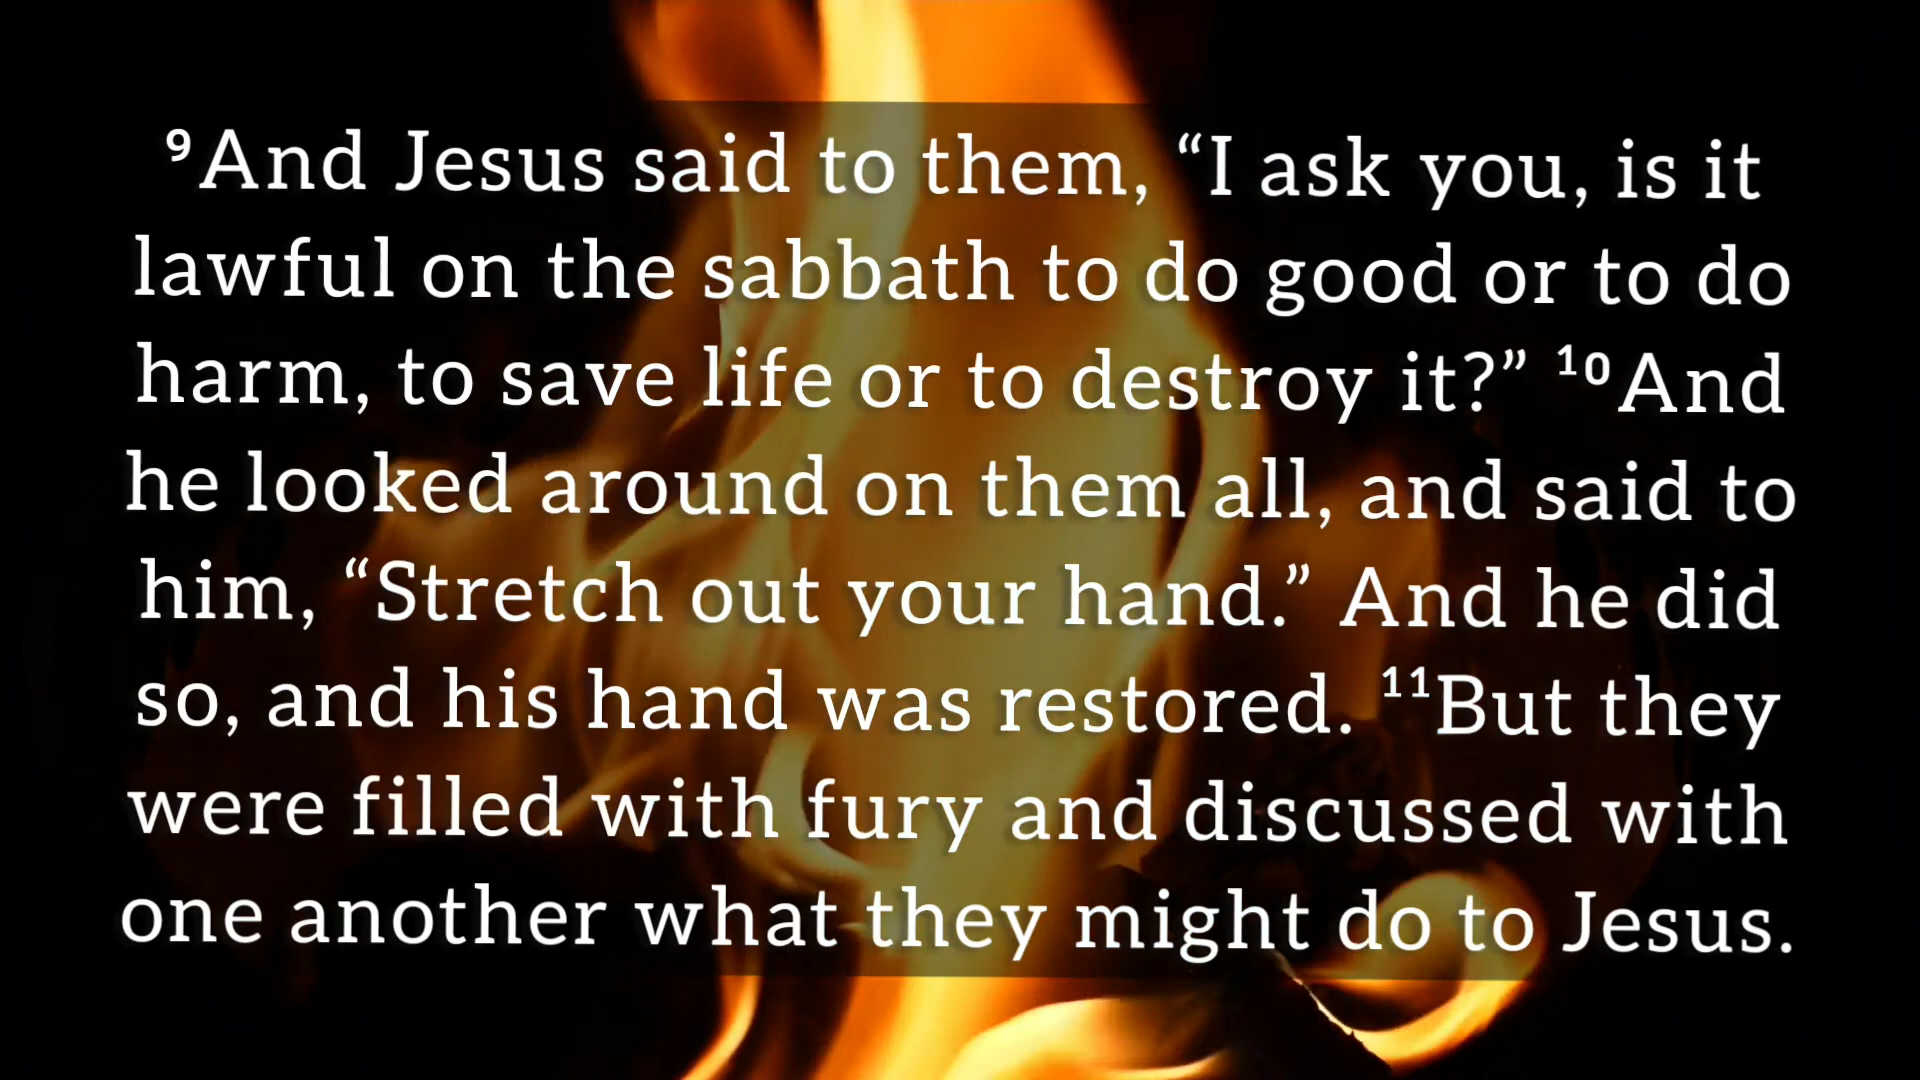 ⁹And Jesus said to them, “I ask you, is it
lawful on the sabbath to do good or to do
harm, to save life or to destroy it?” ¹⁰And
he looked around on them all, and said to
him, “Stretch out your hand.” And he did
so, and his hand was restored. ¹¹But they
were filled with fury and discussed with
one another what they might do to Jesus.